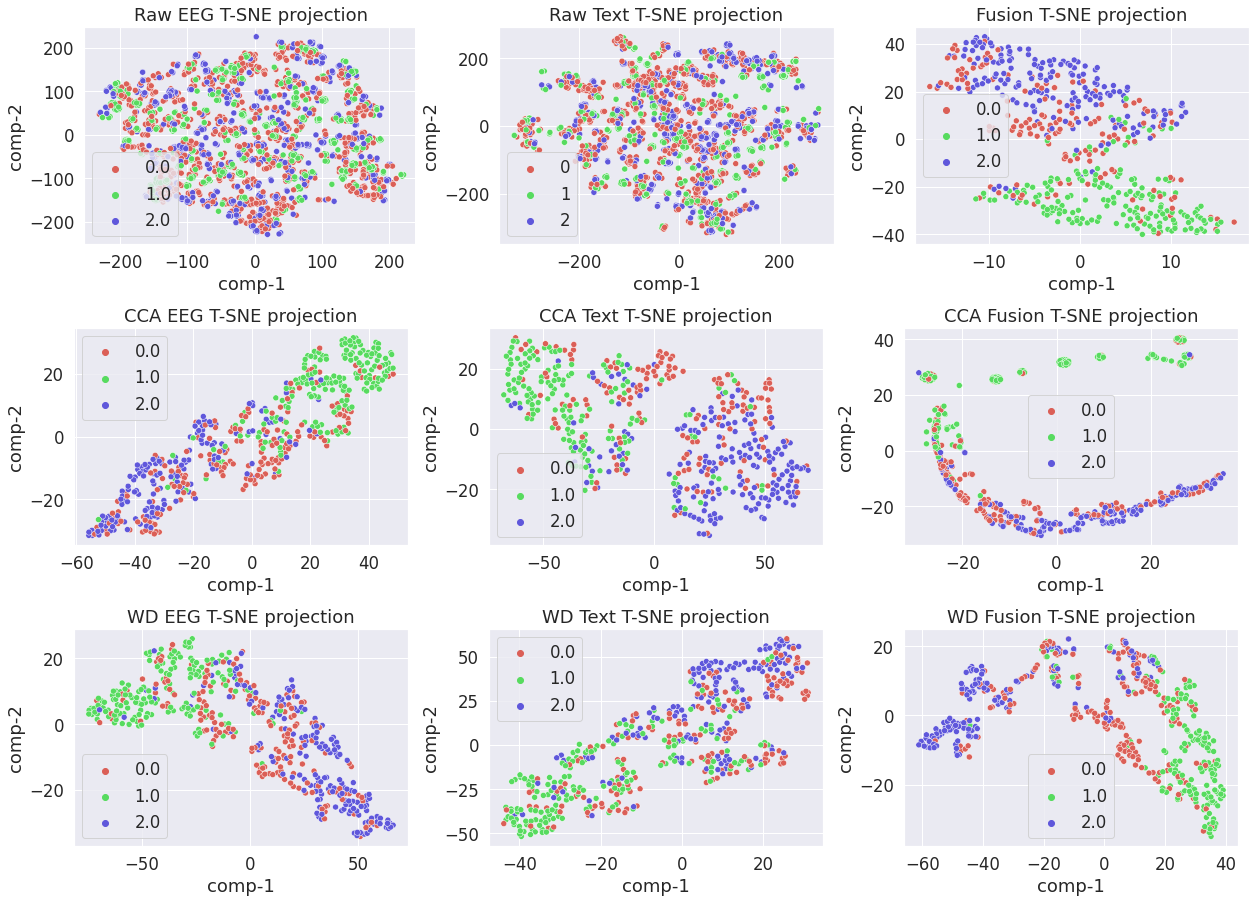 Raw EEG T-SNE projection
200
100
0
−100
−200
comp-2
0.0
1.0
2.0
−200 −100 0 100 200
comp-1
Raw Text T-SNE projection
200
0
−200
comp-2
0
1
2
−200 0 200
comp-1
Fusion T-SNE projection
40
20
0
−20
−40
comp-2
0.0
1.0
2.0
−10 0 10
comp-1
CCA EEG T-SNE projection
20
0
−20
comp-2
0.0
1.0
2.0
−60 −40 −20 0 20 40
comp-1
CCA Text T-SNE projection
20
0
−20
comp-2
0.0
1.0
2.0
−50 0 50
comp-1
CCA Fusion T-SNE projection
40
20
0
−20
comp-2
0.0
1.0
2.0
−20 0 20
comp-1
WD EEG T-SNE projection
20
0
−20
comp-2
0.0
1.0
2.0
−50 0 50
comp-1
WD Text T-SNE projection
50
25
0
−25
−50
comp-2
0.0
1.0
2.0
−40 −20 0 20
comp-1
WD Fusion T-SNE projection
20
0
−20
comp-2
0.0
1.0
2.0
−60 −40 −20 0 20 40
comp-1